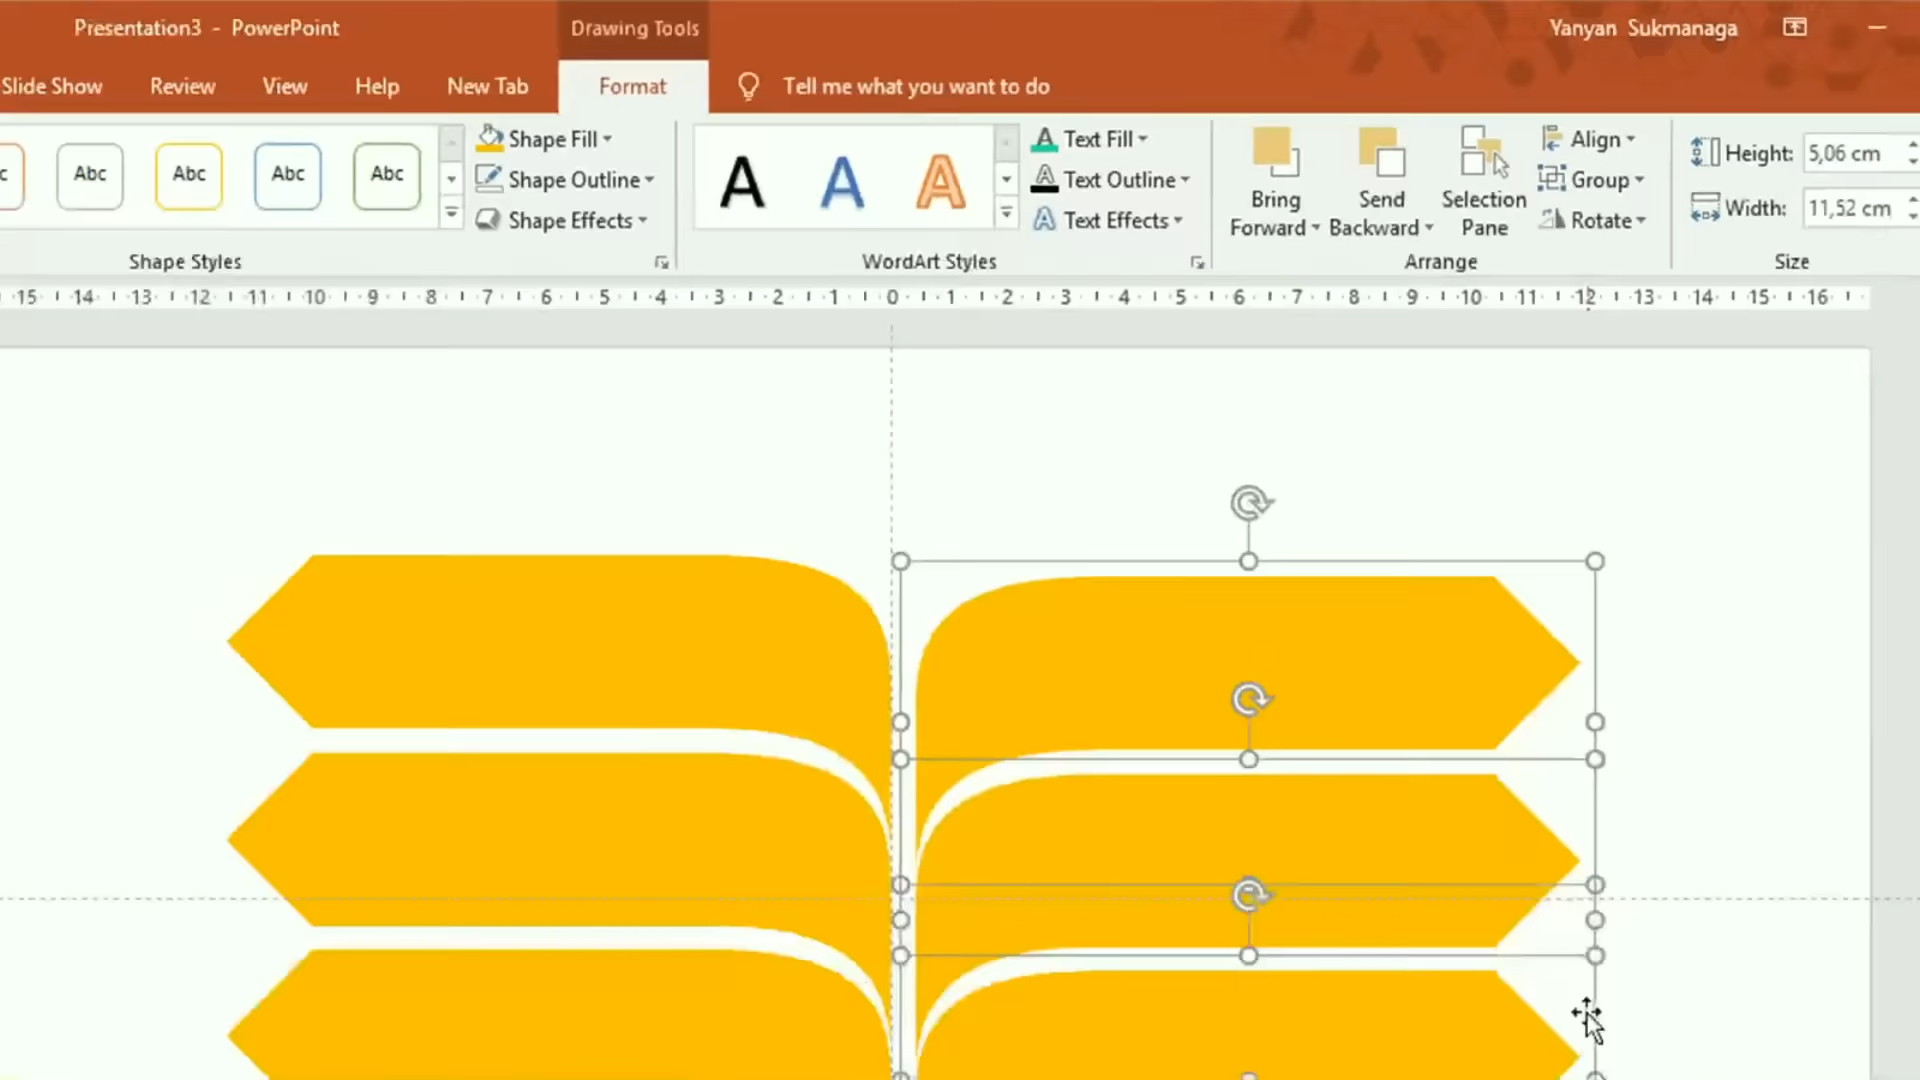 Presentation3 - PowerPoint
Drawing Tools
Yanyan Sukmanaga
Slide Show
Review
View
Help
New Tab
Format
Tell me what you want to do
c
Abc
Abc
Abc
Abc
Shape Fill
Shape Outline
Shape Effects
Shape Styles
A
A
A
Text Fill
Text Outline
Text Effects
WordArt Styles
Bring
Forward
Send
Backward
Selection
Pane
Align
Group
Rotate
Arrange
Height: 5,06 cm
Width: 11,52 cm
Size
15 14 13 12 11 10 9 8 7 6 5 4 3 2 1 0 1 2 3 4 5 6 7 8 9 10 11 12 13 14 15 16